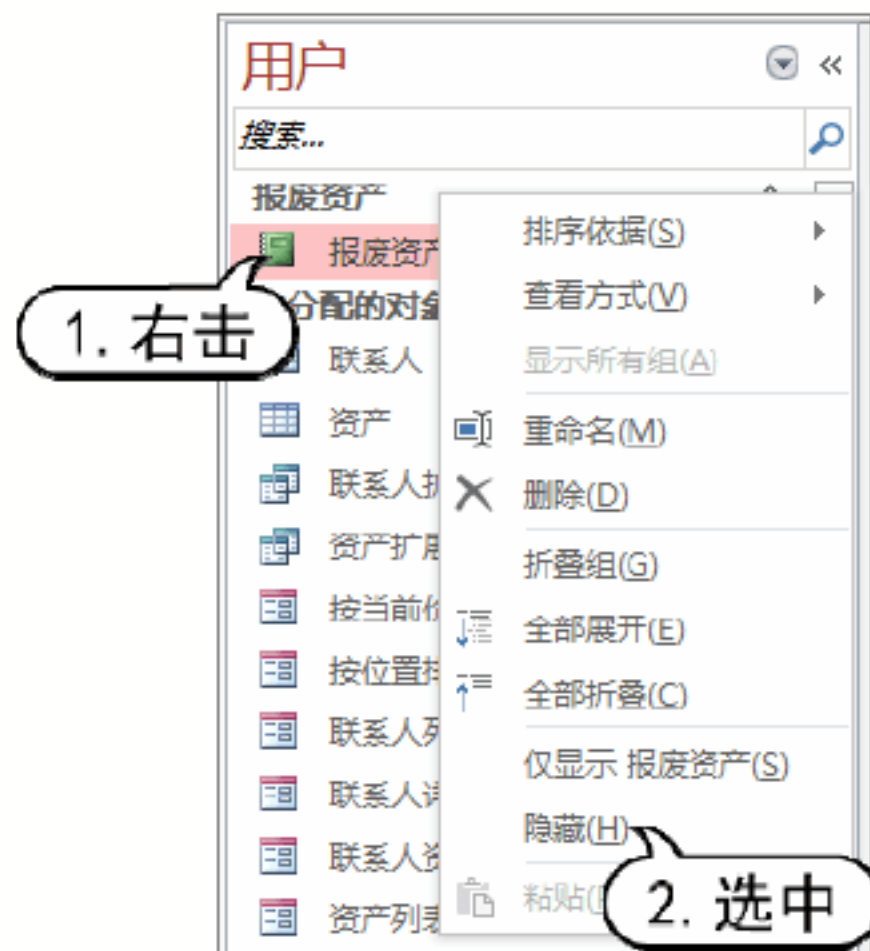 用户
搜索...
报废资产
报废资产
分配的对象
联系人
资产
联系人扩
资产扩展
按当前价
按位置排
联系人列
联系人详
联系人资
资产列表
1. 右击
排序依据(S)
查看方式(V)
显示所有组(A)
重命名(M)
删除(D)
折叠组(G)
全部展开(E)
全部折叠(C)
仅显示 报废资产(S)
隐藏(H)
粘贴(
2. 选中